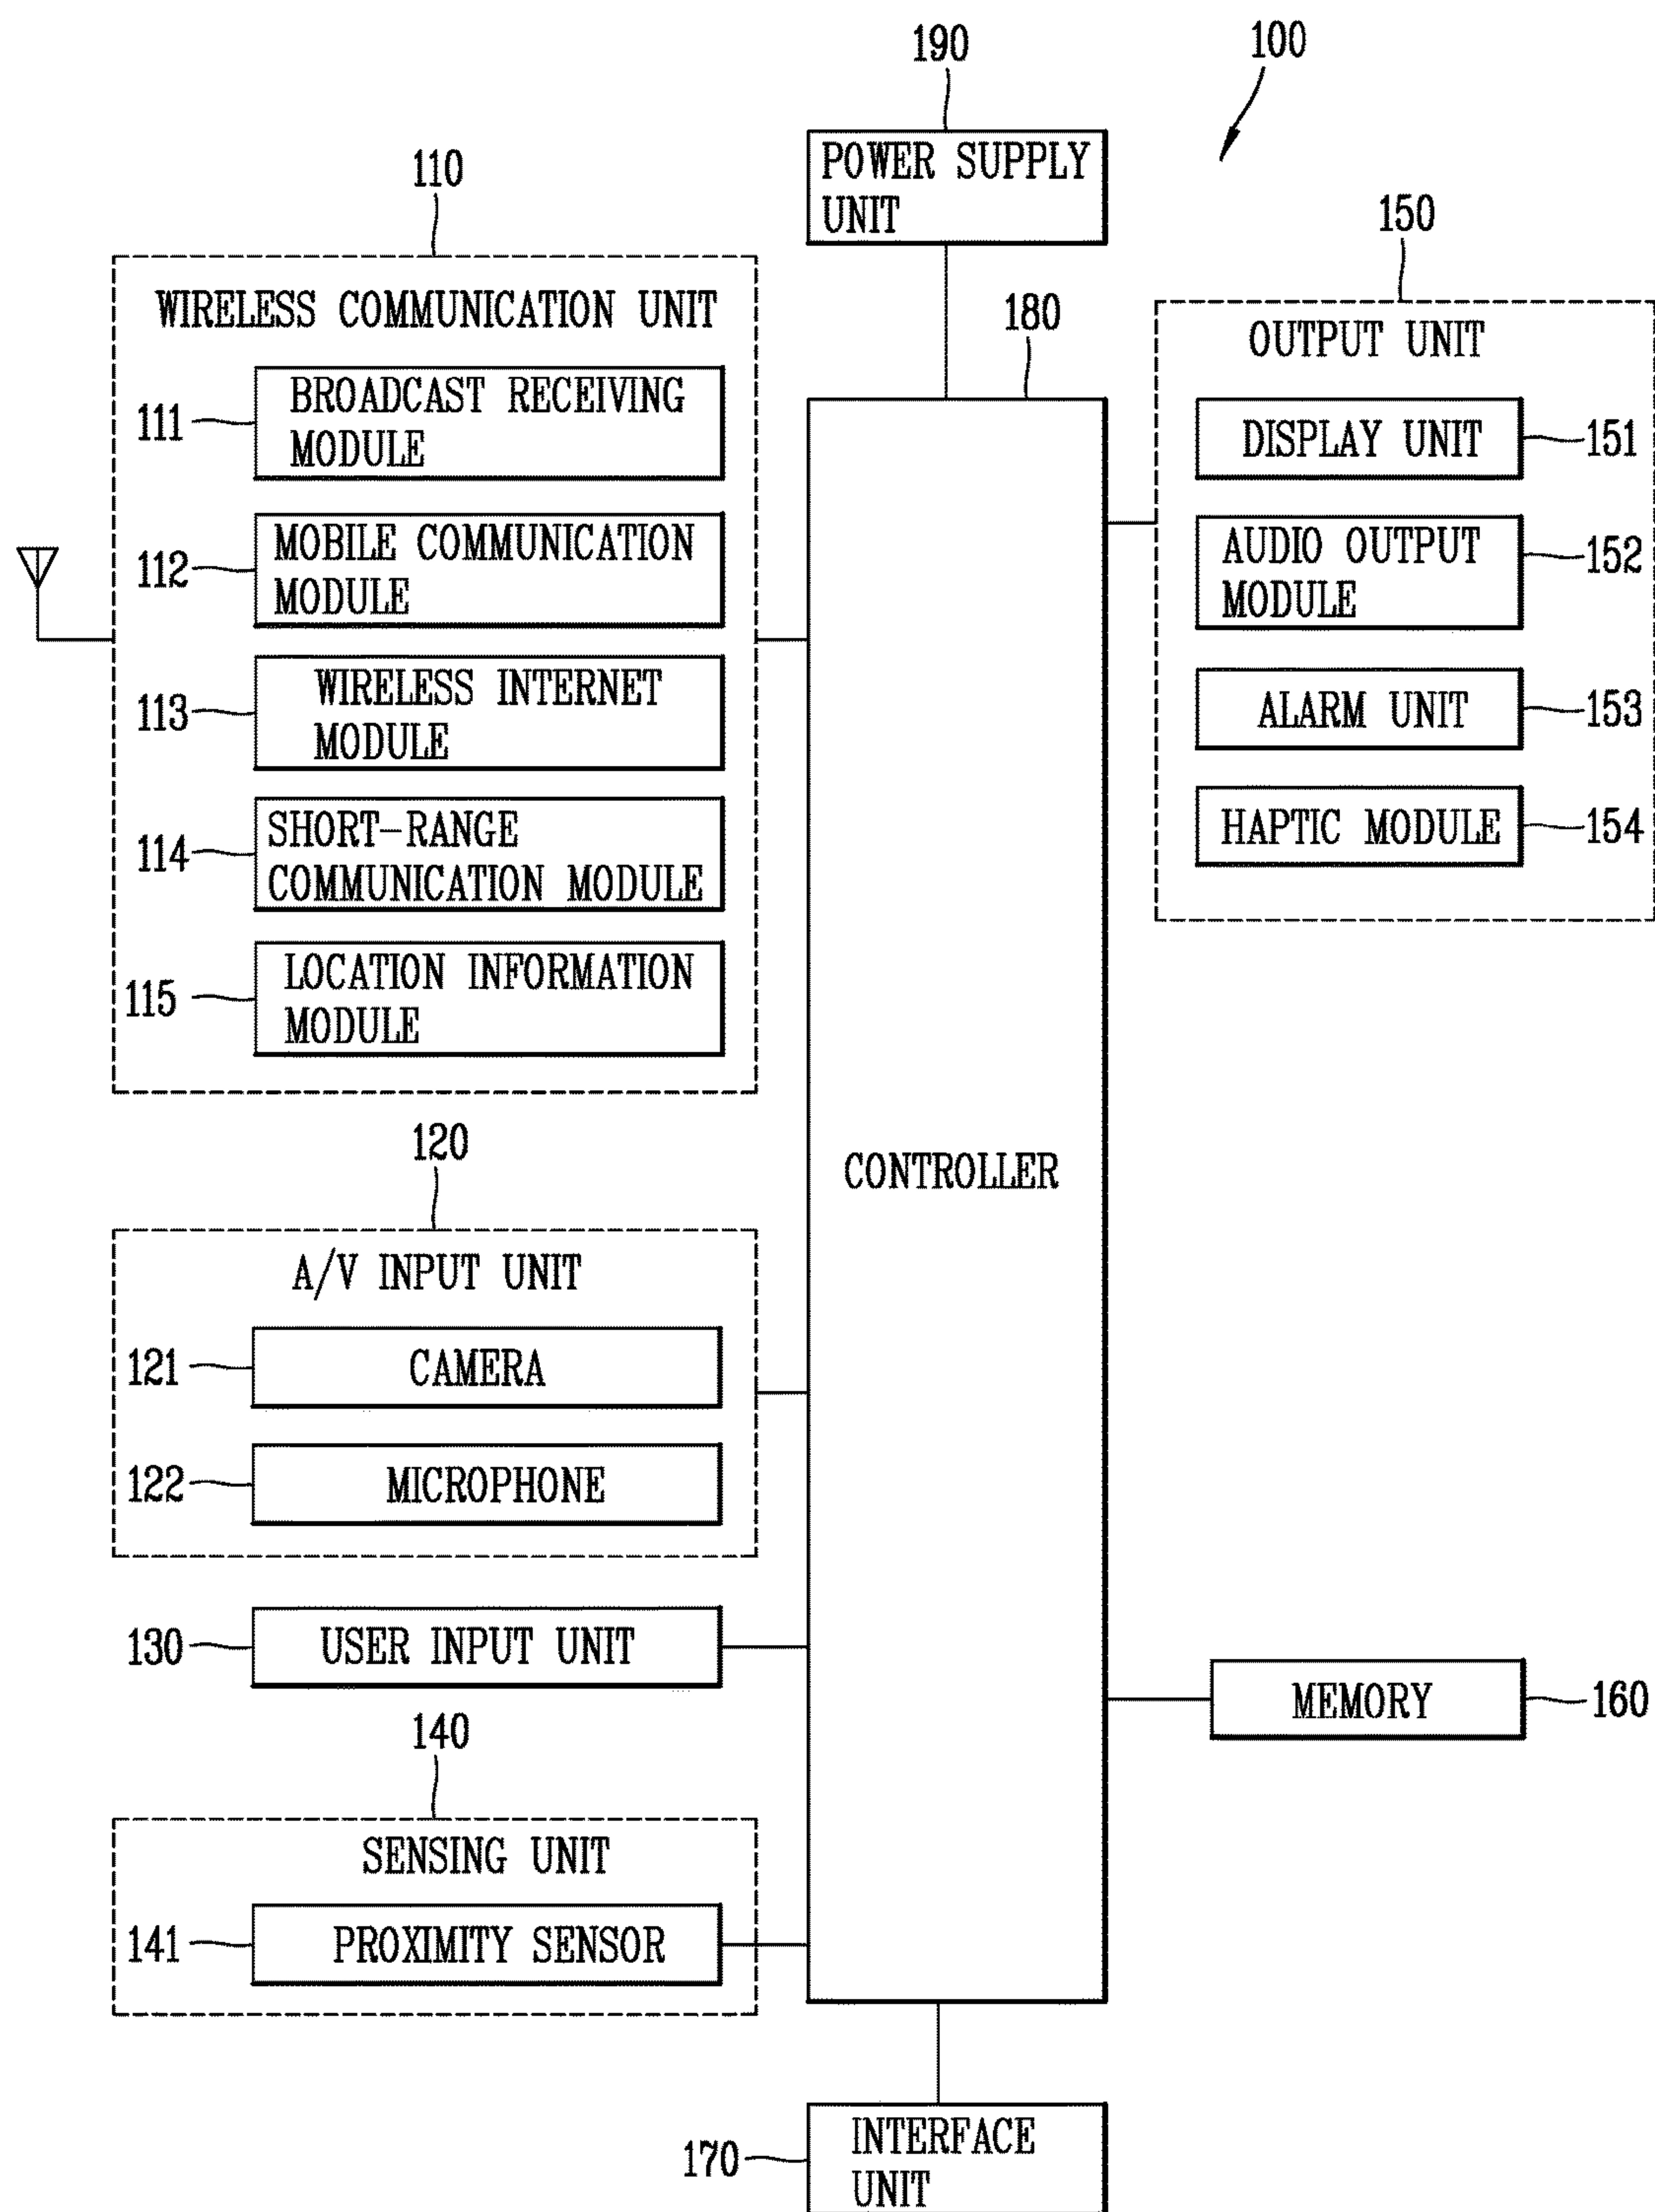 190
100
POWER SUPPLY
UNIT
110
WIRELESS COMMUNICATION UNIT
111
BROADCAST RECEIVING
MODULE
112
MOBILE COMMUNICATION
MODULE
113
WIRELESS INTERNET
MODULE
114
SHORT-RANGE
COMMUNICATION MODULE
115
LOCATION INFORMATION
MODULE
120
A/V INPUT UNIT
121
CAMERA
122
MICROPHONE
130
USER INPUT UNIT
140
SENSING UNIT
141
PROXIMITY SENSOR
180
CONTROLLER
150
OUTPUT UNIT
DISPLAY UNIT
151
AUDIO OUTPUT
MODULE
152
ALARM UNIT
153
HAPTIC MODULE
154
MEMORY
160
170
INTERFACE
UNIT